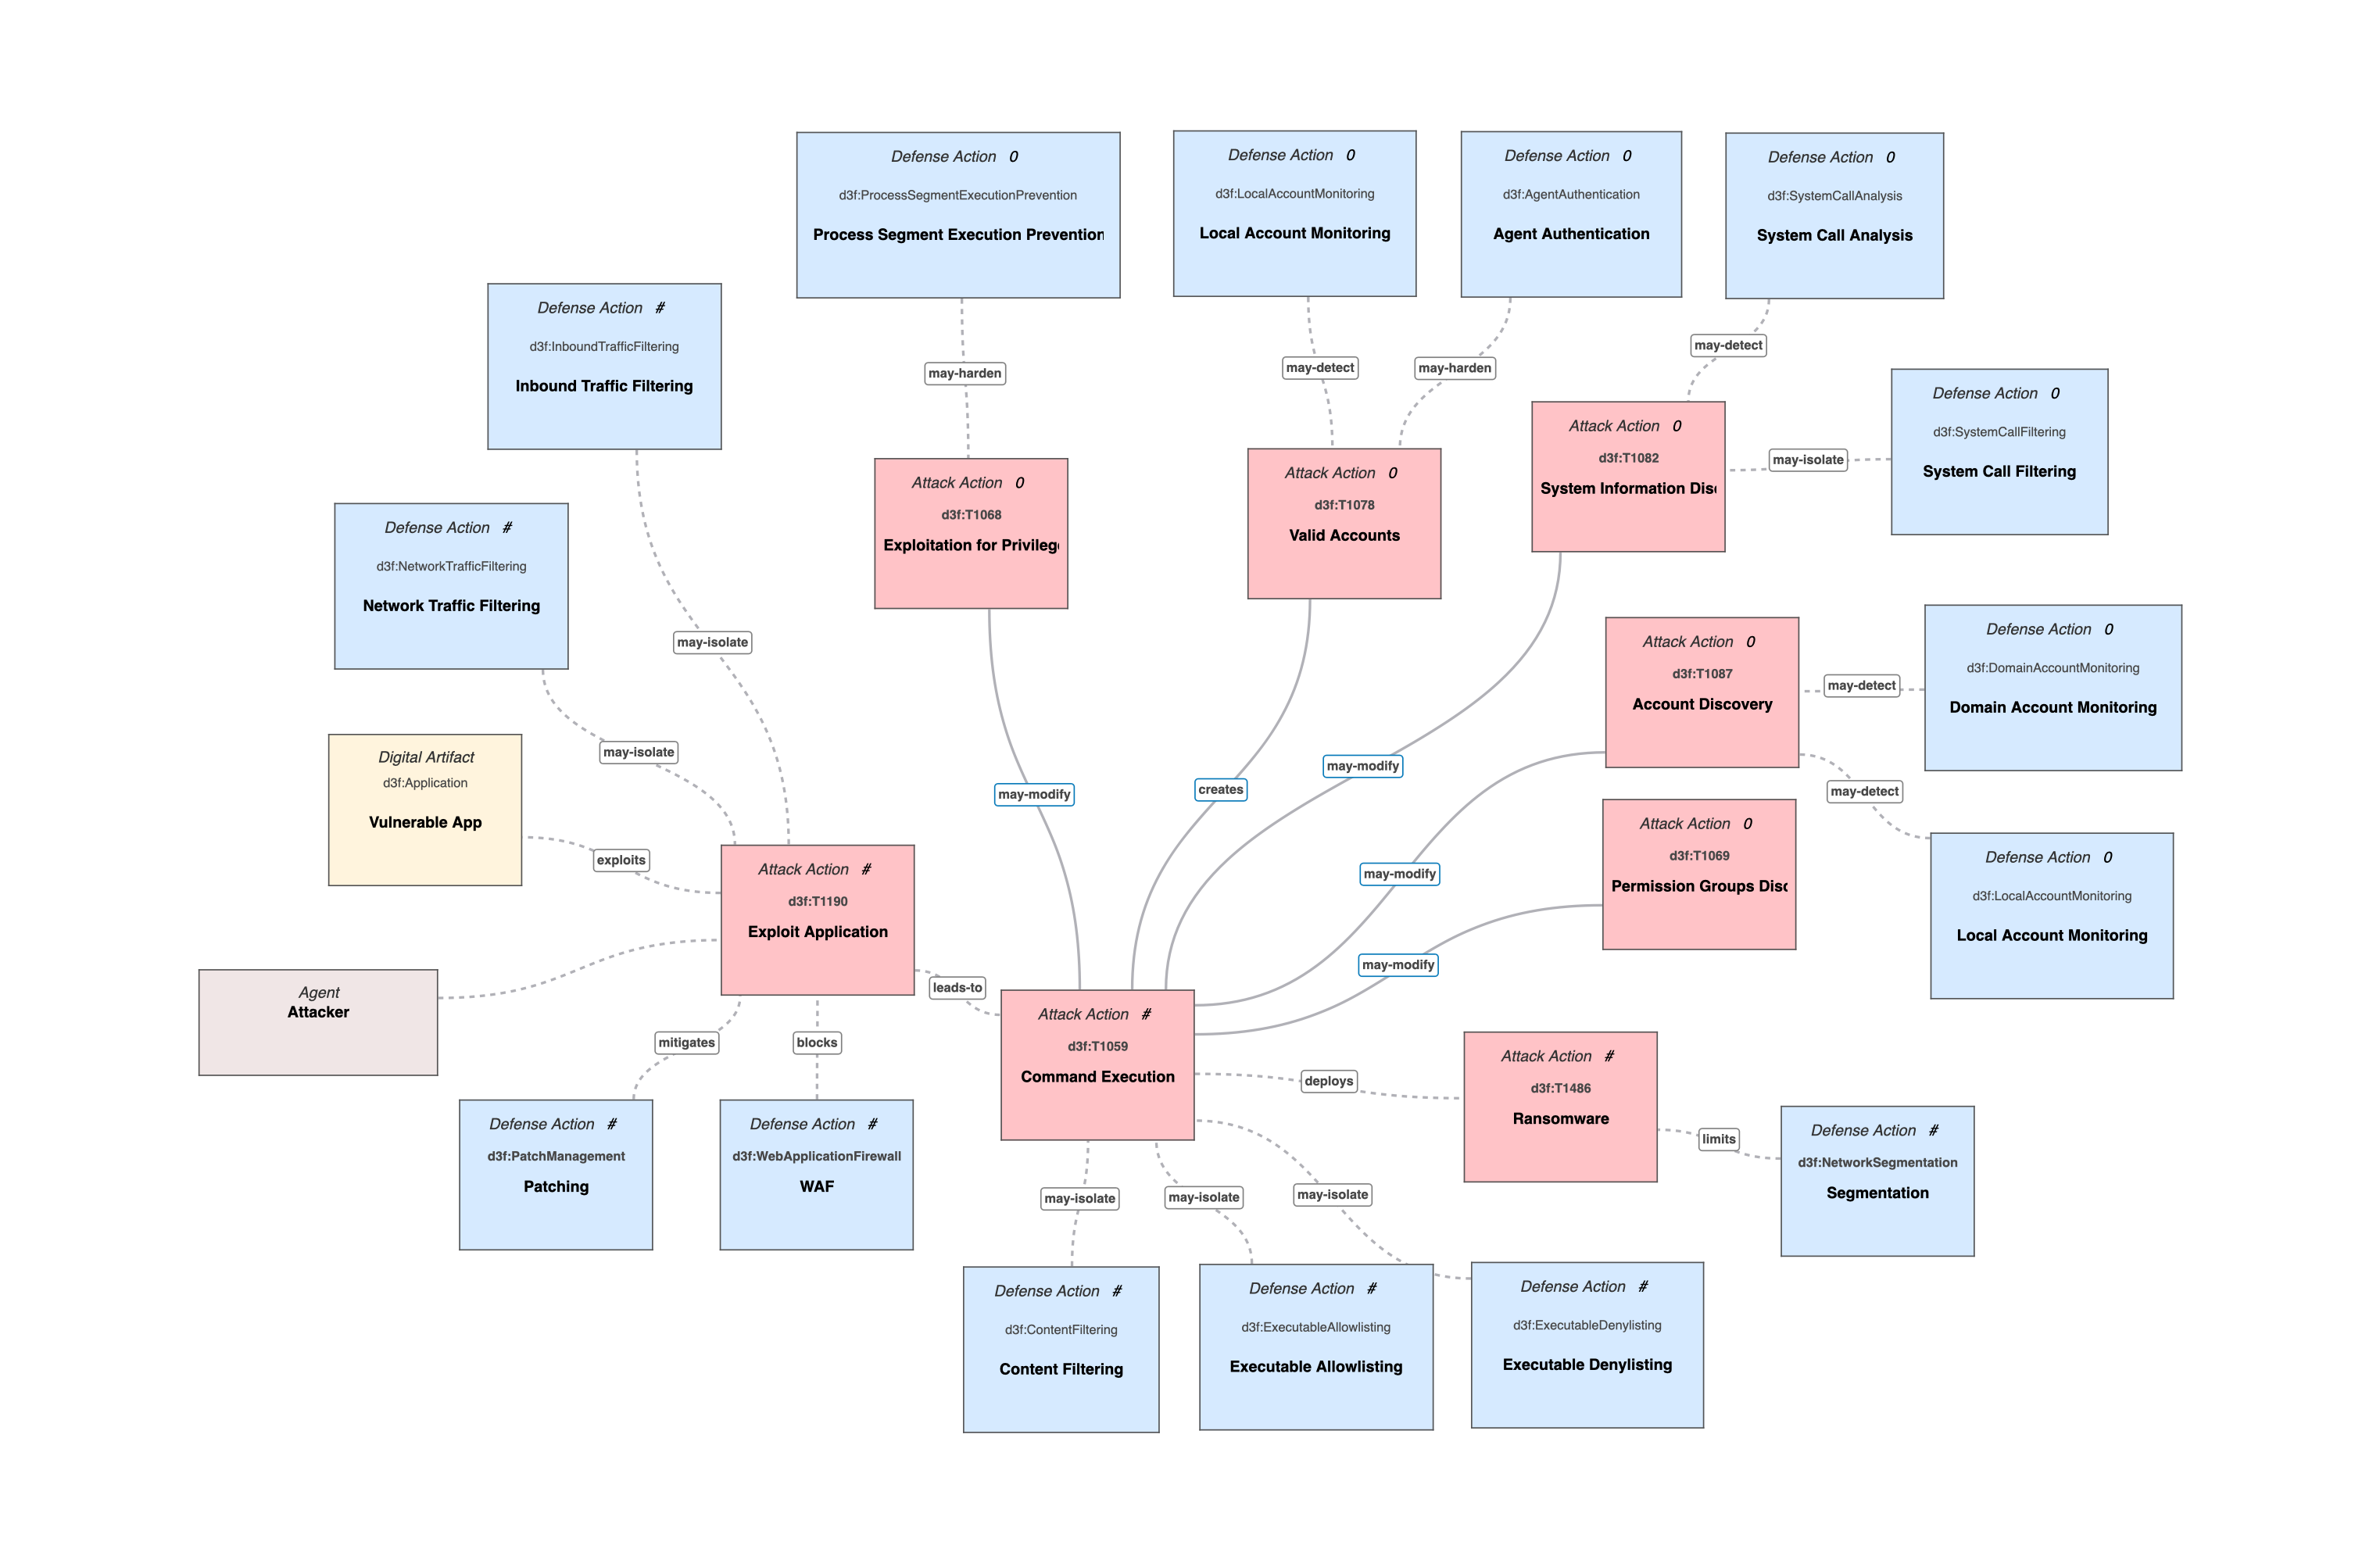 Defense Action 0
d3f:ProcessSegmentExecutionPrevention
Process Segment Execution Prevention
Defense Action 0
d3f:LocalAccountMonitoring
Local Account Monitoring
Defense Action 0
d3f:AgentAuthentication
Agent Authentication
Defense Action 0
d3f:SystemCallAnalysis
System Call Analysis
Defense Action #
d3f:InboundTrafficFiltering
Inbound Traffic Filtering
may-harden
may-detect
may-harden
may-detect
Defense Action 0
d3f:SystemCallFiltering
System Call Filtering
Attack Action 0
d3f:T1082
System Information Disc
may-isolate
Attack Action 0
d3f:T1068
Exploitation for Privileg
Attack Action 0
d3f:T1078
Valid Accounts
Defense Action #
d3f:NetworkTrafficFiltering
Network Traffic Filtering
may-isolate
Attack Action 0
d3f:T1087
Account Discovery
may-detect
Defense Action 0
d3f:DomainAccountMonitoring
Domain Account Monitoring
may-isolate
Digital Artifact
d3f:Application
Vulnerable App
exploits
may-modify
creates
may-modify
may-detect
Attack Action 0
d3f:T1069
Permission Groups Disc
may-modify
Defense Action 0
d3f:LocalAccountMonitoring
Local Account Monitoring
Attack Action #
d3f:T1190
Exploit Application
may-modify
Agent
Attacker
leads-to
mitigates
blocks
Attack Action #
d3f:T1059
Command Execution
deploys
Attack Action #
d3f:T1486
Ransomware
limits
Defense Action #
d3f:NetworkSegmentation
Segmentation
Defense Action #
d3f:PatchManagement
Patching
Defense Action #
d3f:WebApplicationFirewall
WAF
may-isolate
may-isolate
may-isolate
Defense Action #
d3f:ContentFiltering
Content Filtering
Defense Action #
d3f:ExecutableAllowlisting
Executable Allowlisting
Defense Action #
d3f:ExecutableDenylisting
Executable Denylisting